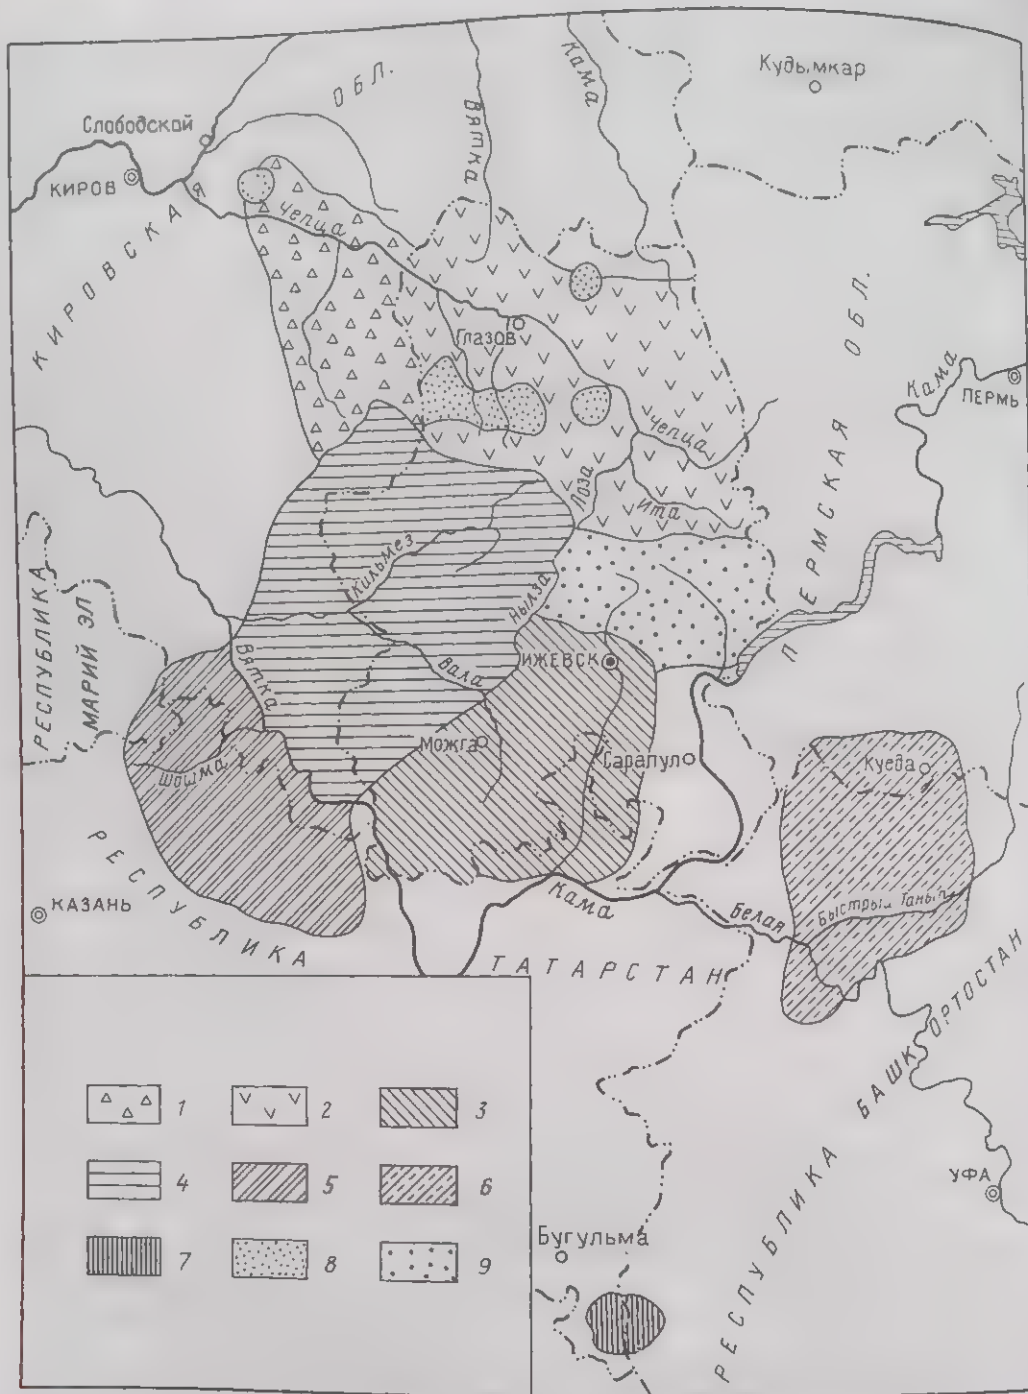 ОБЛ.
Кама
Кудымкар
Слободской
Вятка
КИРОВ
КИРОВСКАЯ
Чепца
Глазов
ПЕРМСКАЯ ОБЛ.
Кама
ПЕРМЬ
Чепца
Лоза
Ита
Кильмез
Нылга
РЕСПУБЛИКА
МАРИЙ ЭЛ
Вятка
ИЖЕВСК
Вала
Можга
Сарапул
Куеда
Шошма
РЕСПУБЛИКА
ТАТАРСТАН
КАЗАНЬ
Кама
Белая
Быстрый Танып
РЕСПУБЛИКА БАШКОРТОСТАН
УФА
Бугульма
1
2
3
4
5
6
7
8
9